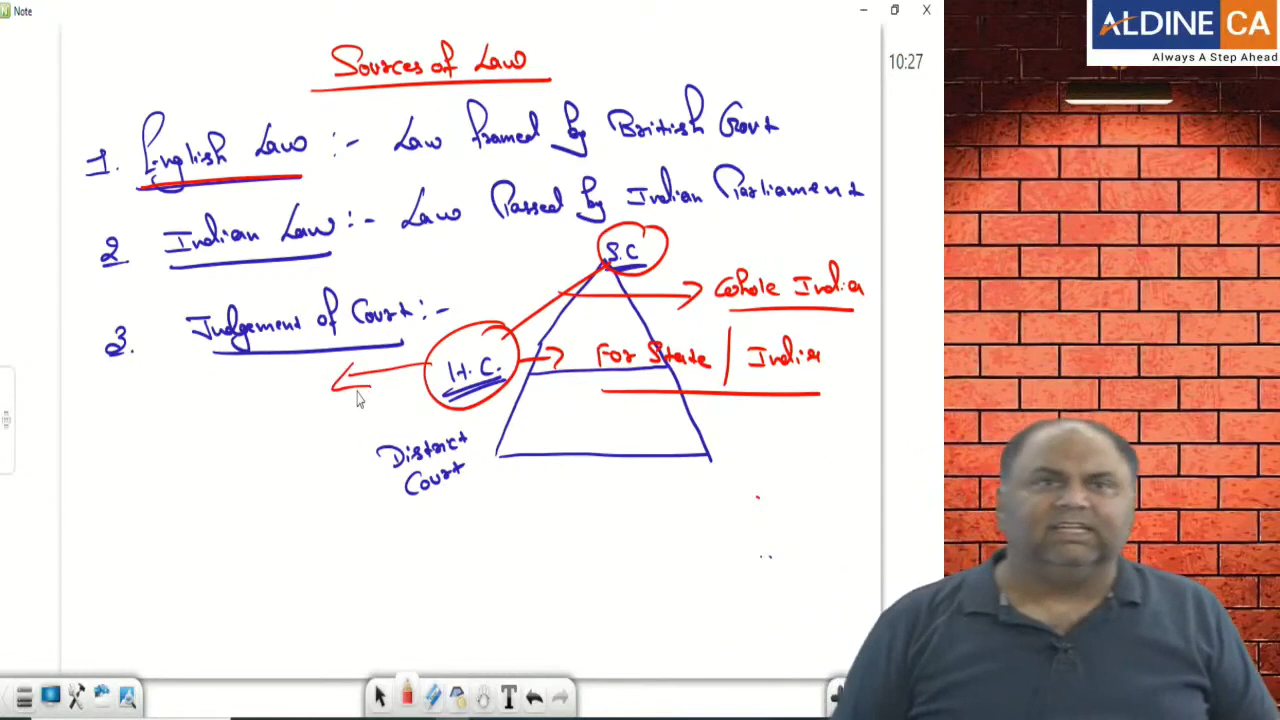 Note
ALDINE CA
Always A Step Ahead
10:27
Sources of Law
1. English Law :- Law framed by British Govt
2 Indian Law :- Law Passed by Indian Parliament
3. Judgement of Court :-
S.C
Whole India
H.C.
For State / India
District
Court